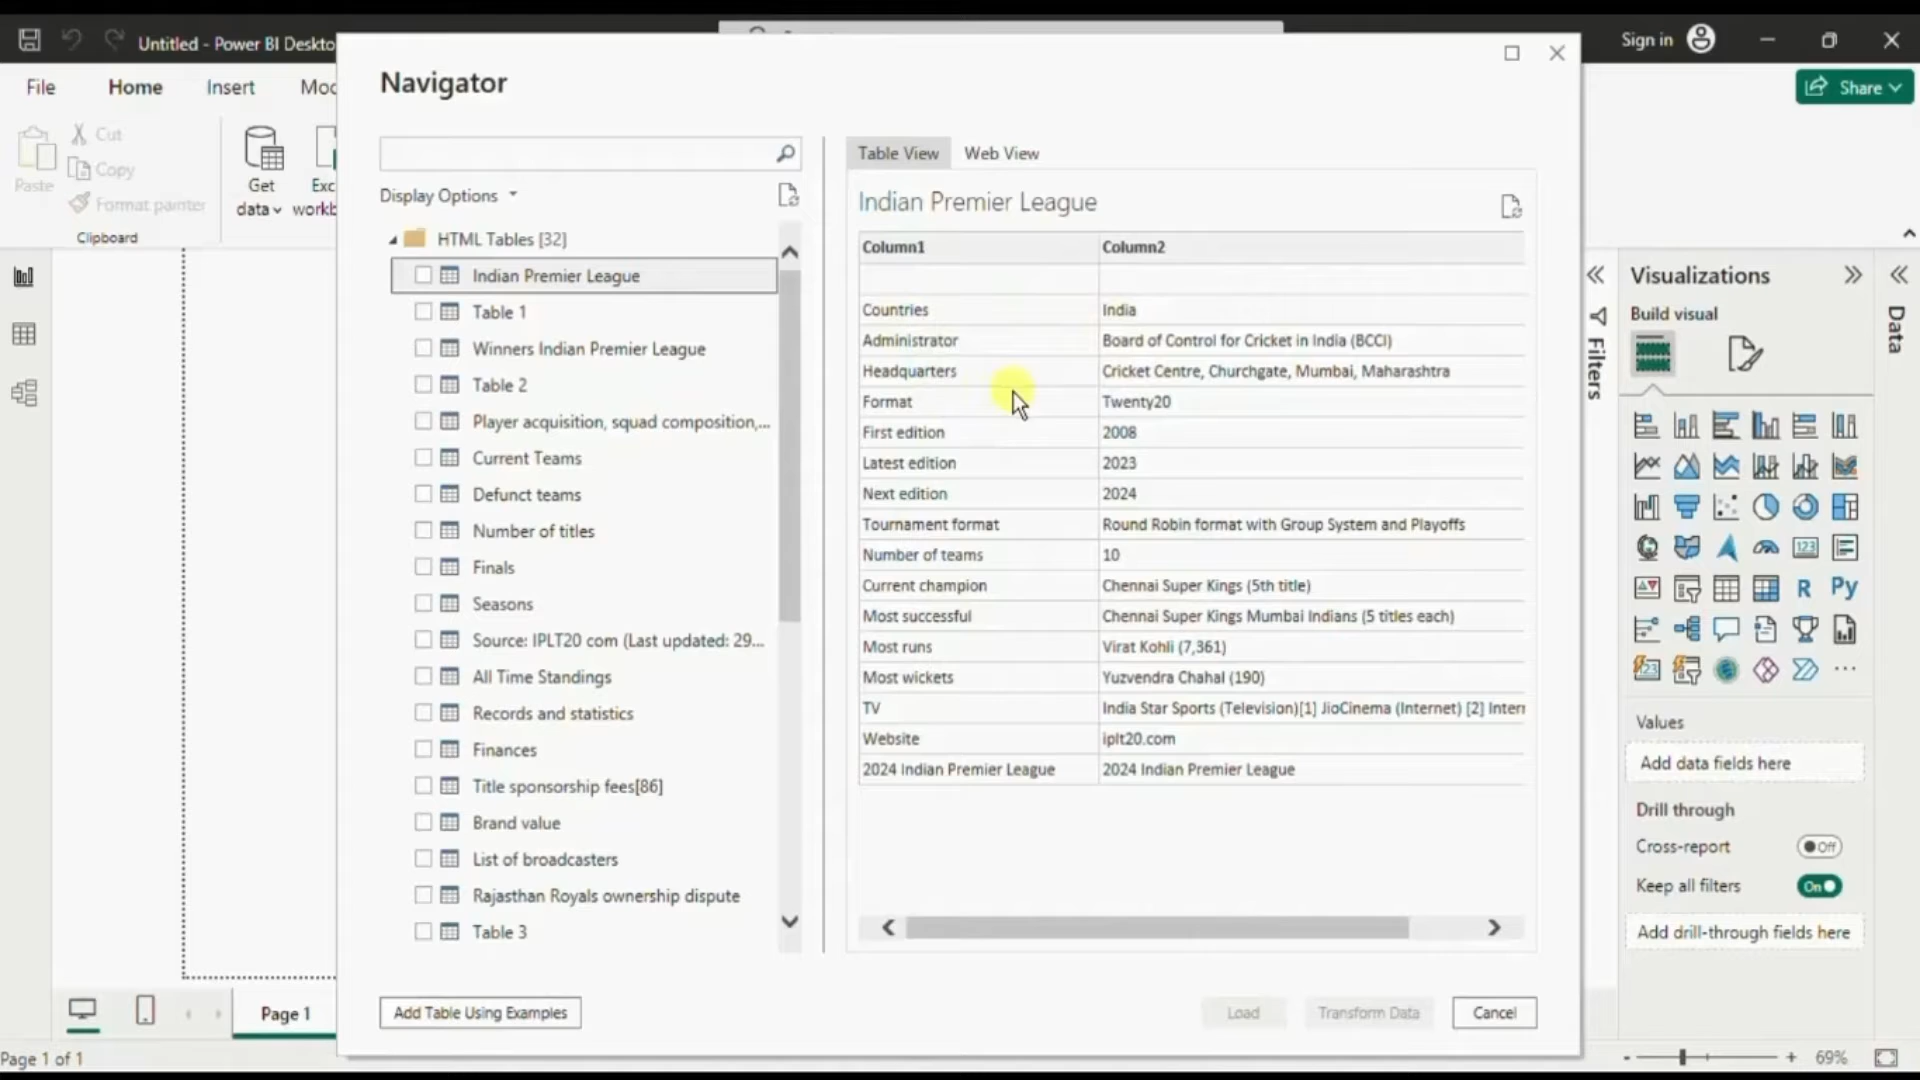 Untitled - Power BI Deskto
Sign in
File
Home
Insert
Share
Paste
Cut
Copy
Format painter
Clipboard
Get
data
Navigator
Display Options
HTML Tables [32]
Indian Premier League
Table 1
Winners Indian Premier League
Table 2
Player acquisition, squad composition,...
Current Teams
Defunct teams
Number of titles
Finals
Seasons
Source: IPLT20 com (Last updated: 29...
All Time Standings
Records and statistics
Finances
Title sponsorship fees[86]
Brand value
List of broadcasters
Rajasthan Royals ownership dispute
Table 3
Add Table Using Examples
Table View
Web View
Indian Premier League
Column1 Column2
Countries India
Administrator Board of Control for Cricket in India (BCCI)
Headquarters Cricket Centre, Churchgate, Mumbai, Maharashtra
Format Twenty20
First edition 2008
Latest edition 2023
Next edition 2024
Tournament format Round Robin format with Group System and Playoffs
Number of teams 10
Current champion Chennai Super Kings (5th title)
Most successful Chennai Super Kings Mumbai Indians (5 titles each)
Most runs Virat Kohli (7,361)
Most wickets Yuzvendra Chahal (190)
TV India Star Sports (Television)[1] JioCinema (Internet) [2] Intern
Website iplt20.com
2024 Indian Premier League 2024 Indian Premier League
Load
Transform Data
Cancel
Filters
Visualizations
Build visual
123
R
Py
123
Values
Add data fields here
Drill through
Cross-report
Off
Keep all filters
On
Add drill-through fields here
Data
Page 1
Page 1 of 1
69%